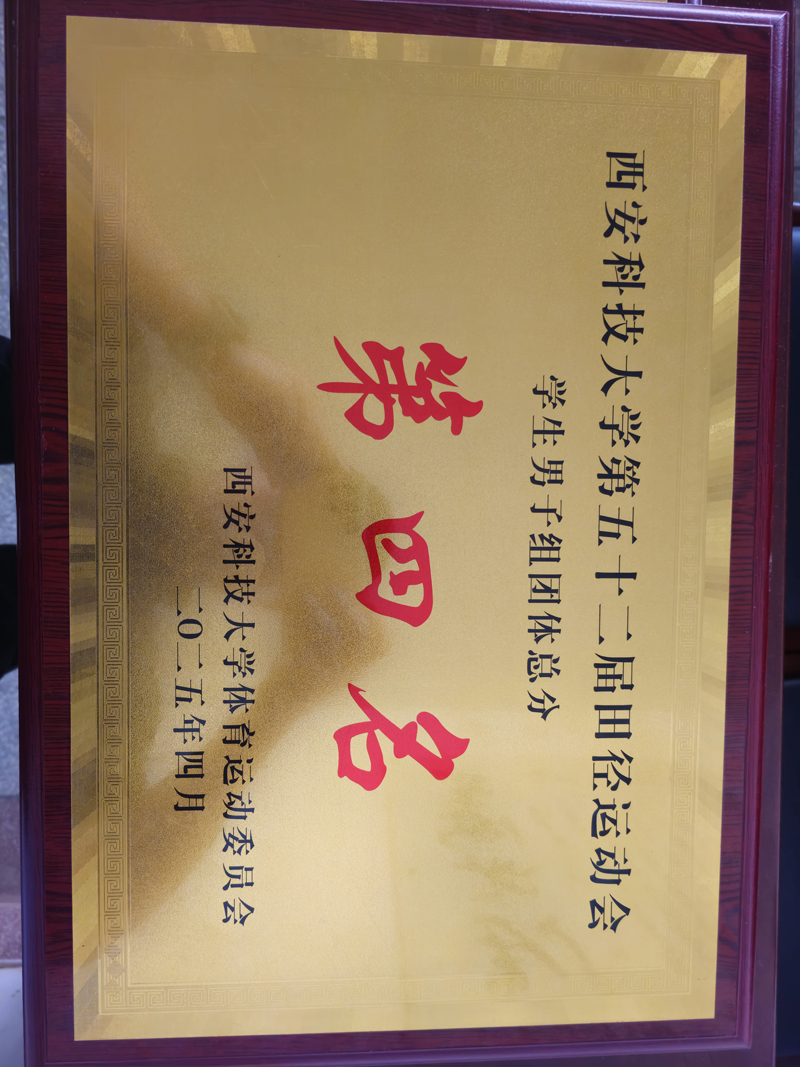 西安科技大学第五十二届田径运动会
学生男子组团体总分
第四名
西安科技大学体育运动委员会
二〇二五年四月